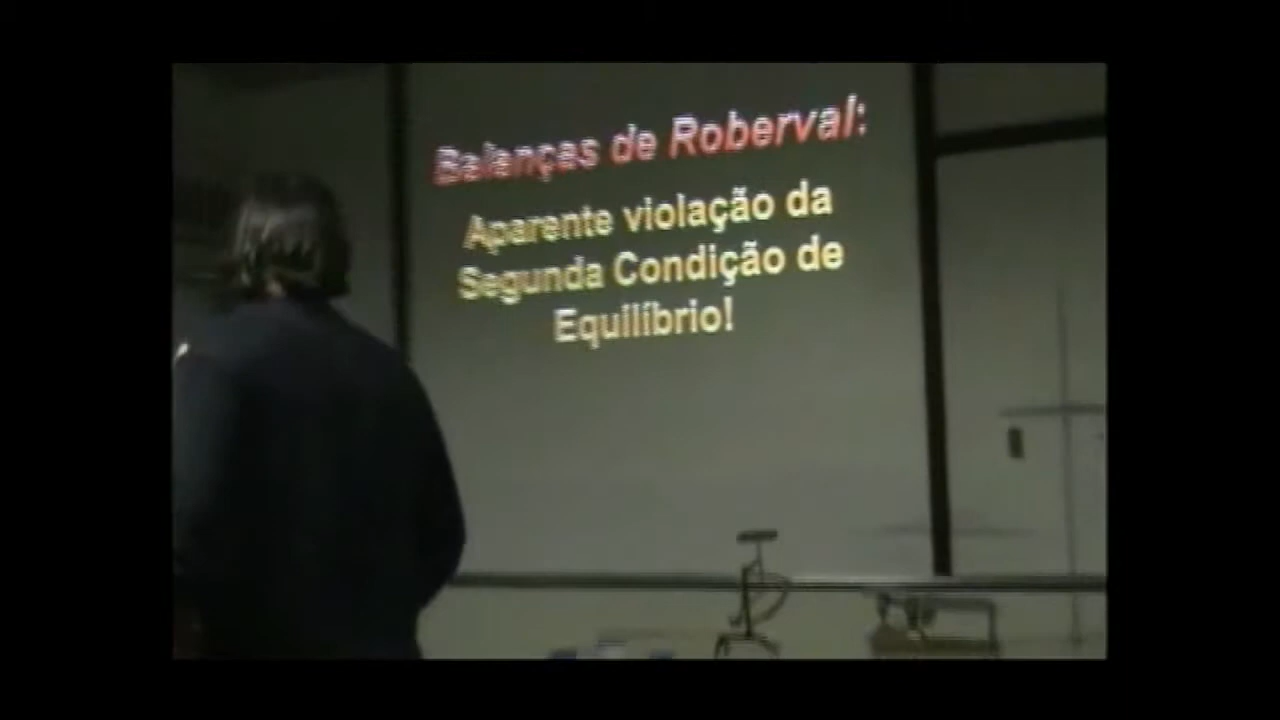 Balanças de Roberval:
Aparente violação da
Segunda Condição de
Equilíbrio!